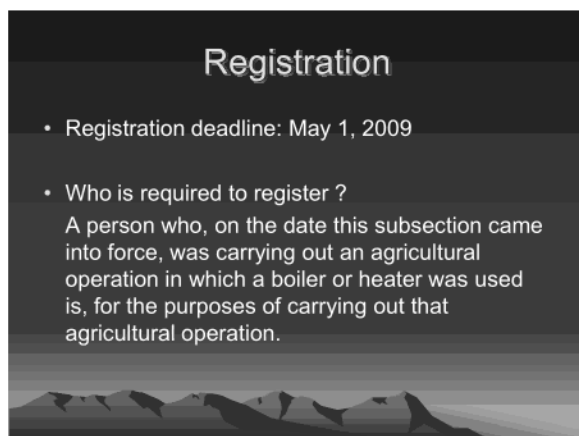 Registration
• Registration deadline: May 1, 2009
• Who is required to register ?
A person who, on the date this subsection came
into force, was carrying out an agricultural
operation in which a boiler or heater was used
is, for the purposes of carrying out that
agricultural operation.